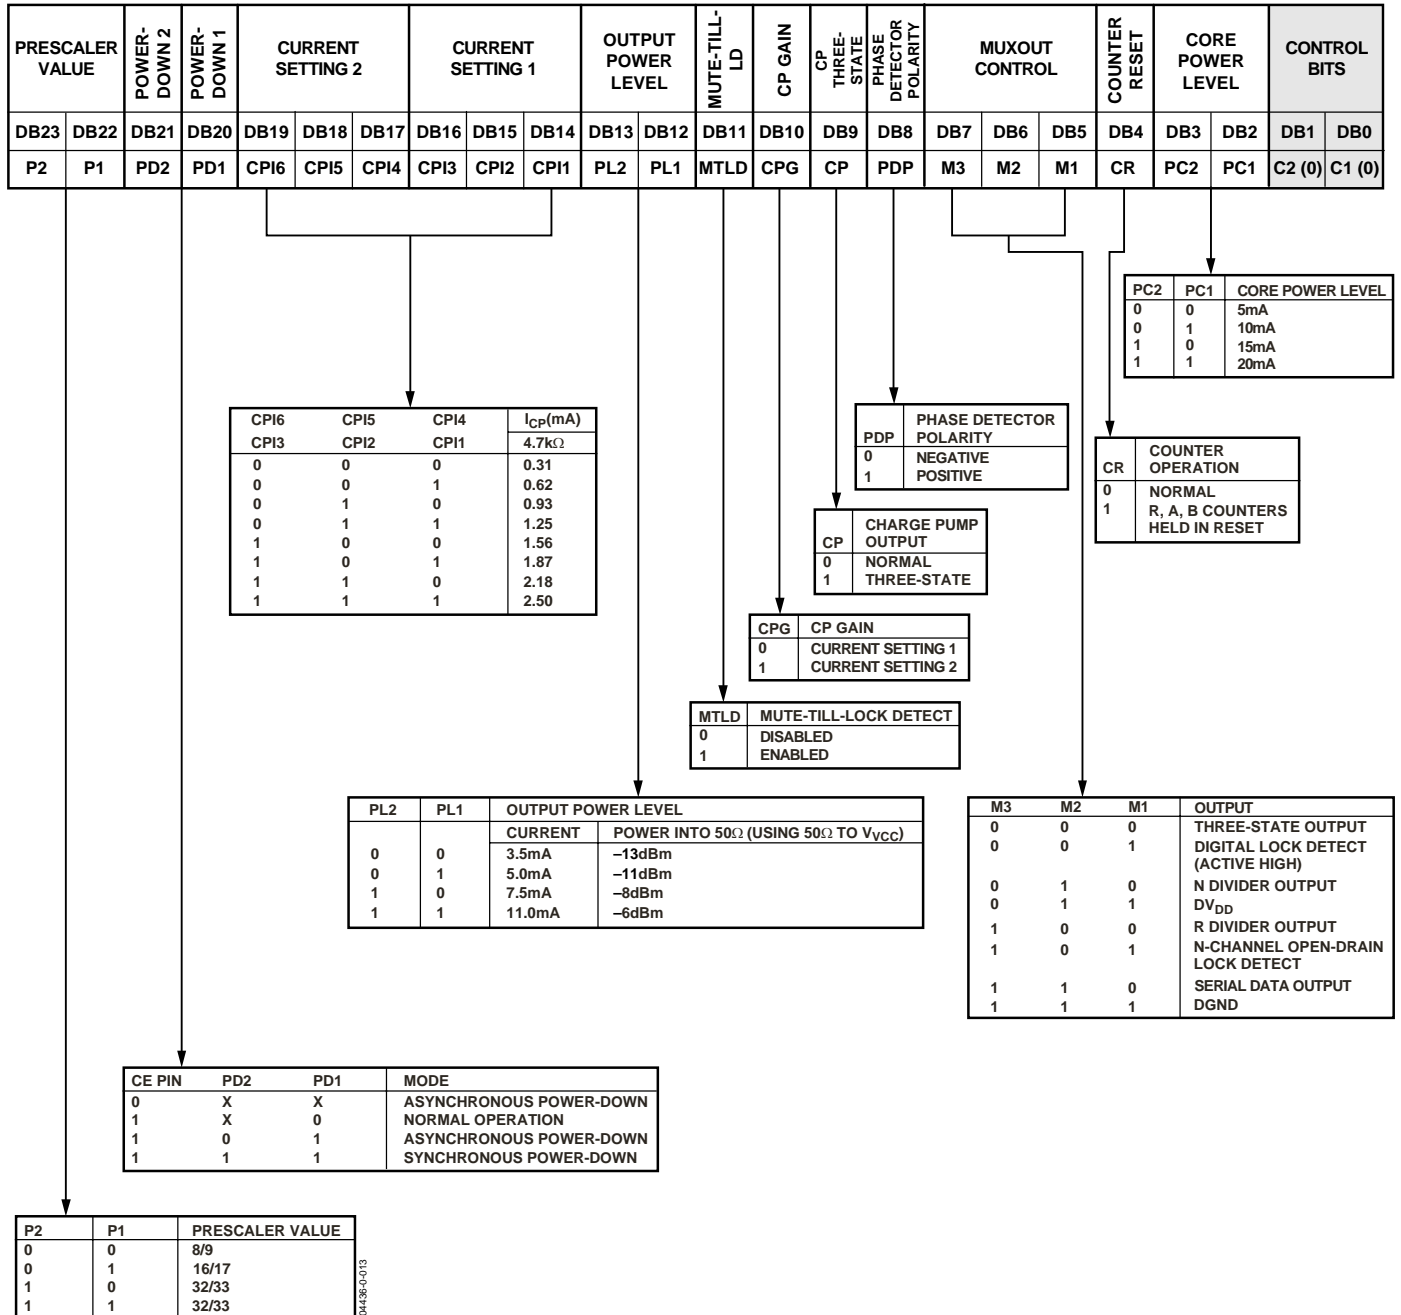 PRESCALER VALUE
POWER-DOWN 2
POWER-DOWN 1
CURRENT SETTING 2
CURRENT SETTING 1
OUTPUT POWER LEVEL
MUTE-TILL-LD
CP GAIN
CP THREE-STATE
PHASE DETECTOR POLARITY
MUXOUT CONTROL
COUNTER RESET
CORE POWER LEVEL
CONTROL BITS
DB23 DB22 DB21 DB20 DB19 DB18 DB17 DB16 DB15 DB14 DB13 DB12 DB11 DB10 DB9 DB8 DB7 DB6 DB5 DB4 DB3 DB2 DB1 DB0
P2 P1 PD2 PD1 CPI6 CPI5 CPI4 CPI3 CPI2 CPI1 PL2 PL1 MTLD CPG CP PDP M3 M2 M1 CR PC2 PC1 C2 (0) C1 (0)
PC2 PC1 CORE POWER LEVEL
0 0 5mA
0 1 10mA
1 0 15mA
1 1 20mA
CPI6 CPI5 CPI4 ICP(mA)
CPI3 CPI2 CPI1 4.7kΩ
0 0 0 0.31
0 0 1 0.62
0 1 0 0.93
0 1 1 1.25
1 0 0 1.56
1 0 1 1.87
1 1 0 2.18
1 1 1 2.50
PHASE DETECTOR
PDP POLARITY
0 NEGATIVE
1 POSITIVE
COUNTER
CR OPERATION
0 NORMAL
1 R, A, B COUNTERS
HELD IN RESET
CHARGE PUMP
CP OUTPUT
0 NORMAL
1 THREE-STATE
CPG CP GAIN
0 CURRENT SETTING 1
1 CURRENT SETTING 2
MTLD MUTE-TILL-LOCK DETECT
0 DISABLED
1 ENABLED
PL2 PL1 OUTPUT POWER LEVEL
CURRENT POWER INTO 50Ω (USING 50Ω TO VVCC)
0 0 3.5mA –13dBm
0 1 5.0mA –11dBm
1 0 7.5mA –8dBm
1 1 11.0mA –6dBm
M3 M2 M1 OUTPUT
0 0 0 THREE-STATE OUTPUT
0 0 1 DIGITAL LOCK DETECT
(ACTIVE HIGH)
0 1 0 N DIVIDER OUTPUT
0 1 1 DVDD
1 0 0 R DIVIDER OUTPUT
1 0 1 N-CHANNEL OPEN-DRAIN
LOCK DETECT
1 1 0 SERIAL DATA OUTPUT
1 1 1 DGND
CE PIN PD2 PD1 MODE
0 X X ASYNCHRONOUS POWER-DOWN
1 X 0 NORMAL OPERATION
1 0 1 ASYNCHRONOUS POWER-DOWN
1 1 1 SYNCHRONOUS POWER-DOWN
P2 P1 PRESCALER VALUE
0 0 8/9
0 1 16/17
1 0 32/33
1 1 32/33
04436-0-013